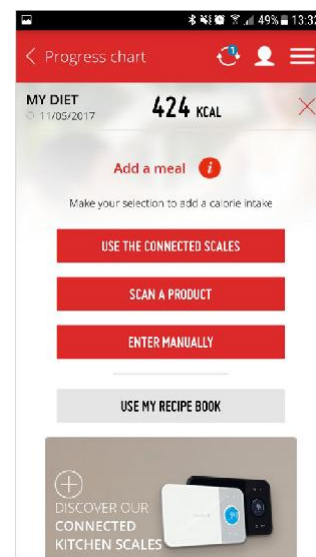 49% 13:32
Progress chart
1
MY DIET
11/05/2017
424 KCAL
Add a meal i
Make your selection to add a calorie intake
USE THE CONNECTED SCALES
SCAN A PRODUCT
ENTER MANUALLY
USE MY RECIPE BOOK
DISCOVER OUR
CONNECTED
KITCHEN SCALES